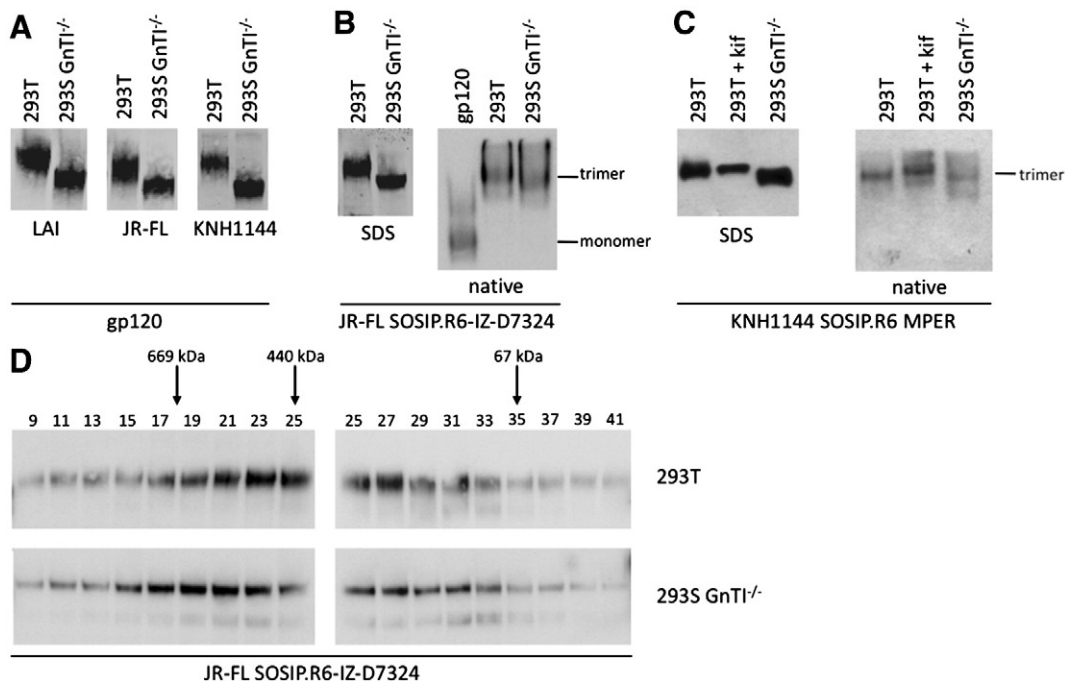 A
293T
293S GnTI-/-
293T
293S GnTI-/-
293T
293S GnTI-/-
LAI
JR-FL
KNH1144
gp120
B
293T
293S GnTI-/-
SDS
gp120
293T
293S GnTI-/-
trimer
monomer
native
JR-FL SOSIP.R6-IZ-D7324
C
293T
293T + kif
293S GnTI-/-
SDS
293T
293T + kif
293S GnTI-/-
trimer
native
KNH1144 SOSIP.R6 MPER
D
669 kDa
440 kDa
67 kDa
9 11 13 15 17 19 21 23 25
25 27 29 31 33 35 37 39 41
293T
293S GnTI-/-
JR-FL SOSIP.R6-IZ-D7324